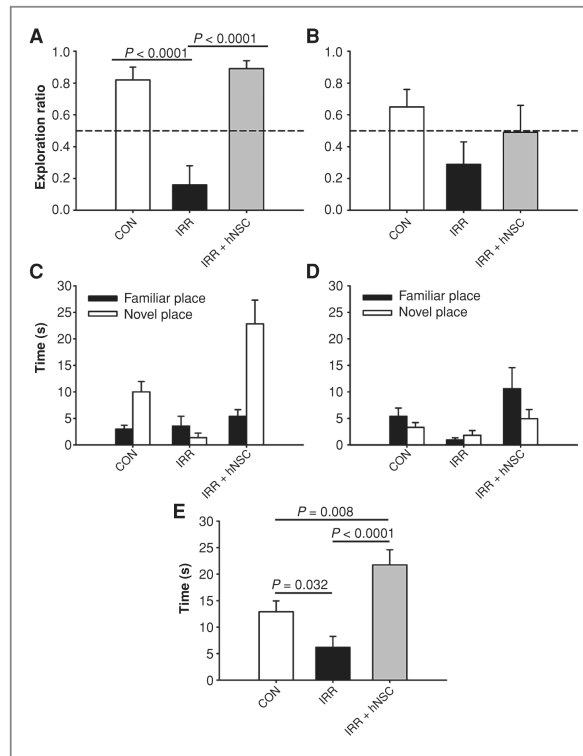 A
B
P < 0.0001
P < 0.0001
Exploration ratio
1.0
0.8
0.6
0.4
0.2
0.0
CON
IRR
IRR + hNSC
1.0
0.8
0.6
0.4
0.2
0.0
CON
IRR
IRR + hNSC
C
D
Time (s)
30
25
20
15
10
5
0
Familiar place
Novel place
CON
IRR
IRR + hNSC
30
25
20
15
10
5
0
Familiar place
Novel place
CON
IRR
IRR + hNSC
E
P = 0.008
P < 0.0001
P = 0.032
Time (s)
30
25
20
15
10
5
0
CON
IRR
IRR + hNSC